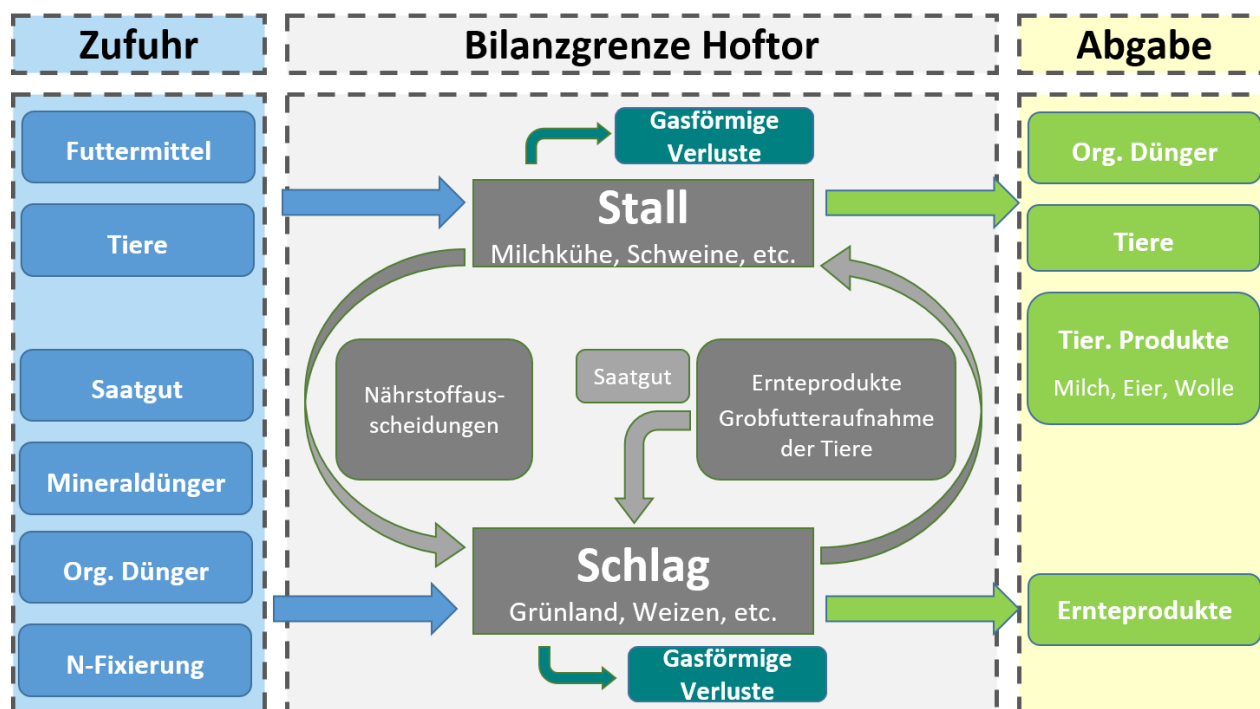 Zufuhr
Bilanzgrenze Hoftor
Abgabe
Futtermittel
Tiere
Saatgut
Mineraldünger
Org. Dünger
N-Fixierung
Gasförmige
Verluste
Stall
Milchkühe, Schweine, etc.
Nährstoffaus-
scheidungen
Saatgut
Ernteprodukte
Grobfutteraufnahme
der Tiere
Schlag
Grünland, Weizen, etc.
Gasförmige
Verluste
Org. Dünger
Tiere
Tier. Produkte
Milch, Eier, Wolle
Ernteprodukte